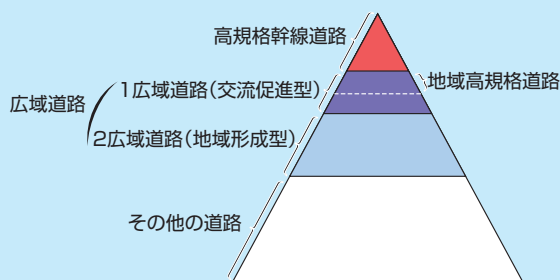 高規格幹線道路
地域高規格道路
広域道路
1広域道路(交流促進型)
2広域道路(地域形成型)
その他の道路